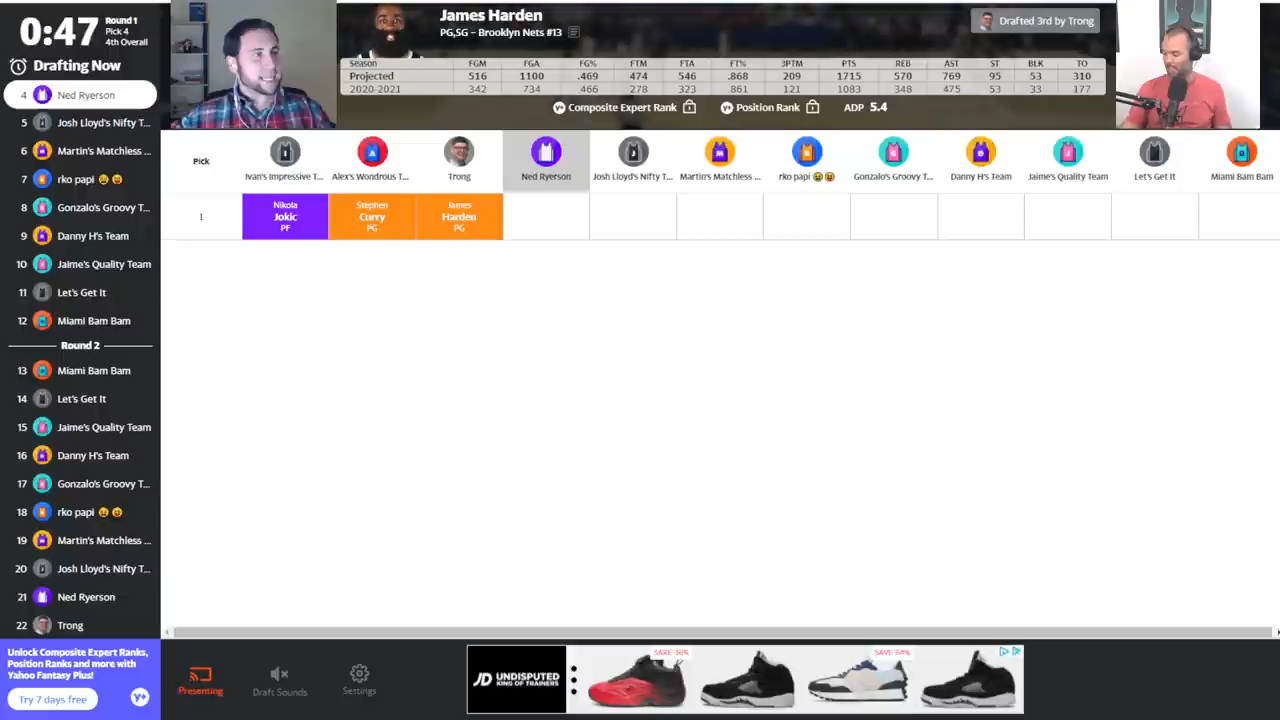 0:47
Round 1
Pick 4
4th Overall
Drafting Now
4 Ned Ryerson
5 Josh Lloyd's Nifty T...
6 Martin's Matchless ...
7 rko papi
8 Gonzalo's Groovy T...
9 Danny H's Team
10 Jaime's Quality Team
11 Let's Get It
12 Miami Bam Bam
Round 2
13 Miami Bam Bam
14 Let's Get It
15 Jaime's Quality Team
16 Danny H's Team
17 Gonzalo's Groovy T...
18 rko papi
19 Martin's Matchless ...
20 Josh Lloyd's Nifty T...
21 Ned Ryerson
22 Trong
Unlock Composite Expert Ranks,
Position Ranks and more with
Yahoo Fantasy Plus!
Try 7 days free
Y+
James Harden
PG,SG – Brooklyn Nets #13
Drafted 3rd by Trong
Season FGM FGA FG% FTM FTA FT% 3PTM PTS REB AST ST BLK TO
Projected 516 1100 .469 474 546 .868 209 1715 570 769 95 53 310
2020-2021 342 734 .466 278 323 .861 121 1083 348 475 53 33 177
Y+ Composite Expert Rank Y+ Position Rank ADP 5.4
Pick Ivan's Impressive T... Alex's Wondrous T... Trong Ned Ryerson Josh Lloyd's Nifty T... Martin's Matchless ... rko papi Gonzalo's Groovy T... Danny H's Team Jaime's Quality Team Let's Get It Miami Bam Bam
1
Nikola
Jokic
PF
Stephen
Curry
PG
James
Harden
PG
Presenting
Draft Sounds
Settings
JD UNDISPUTED
KING OF TRAINERS